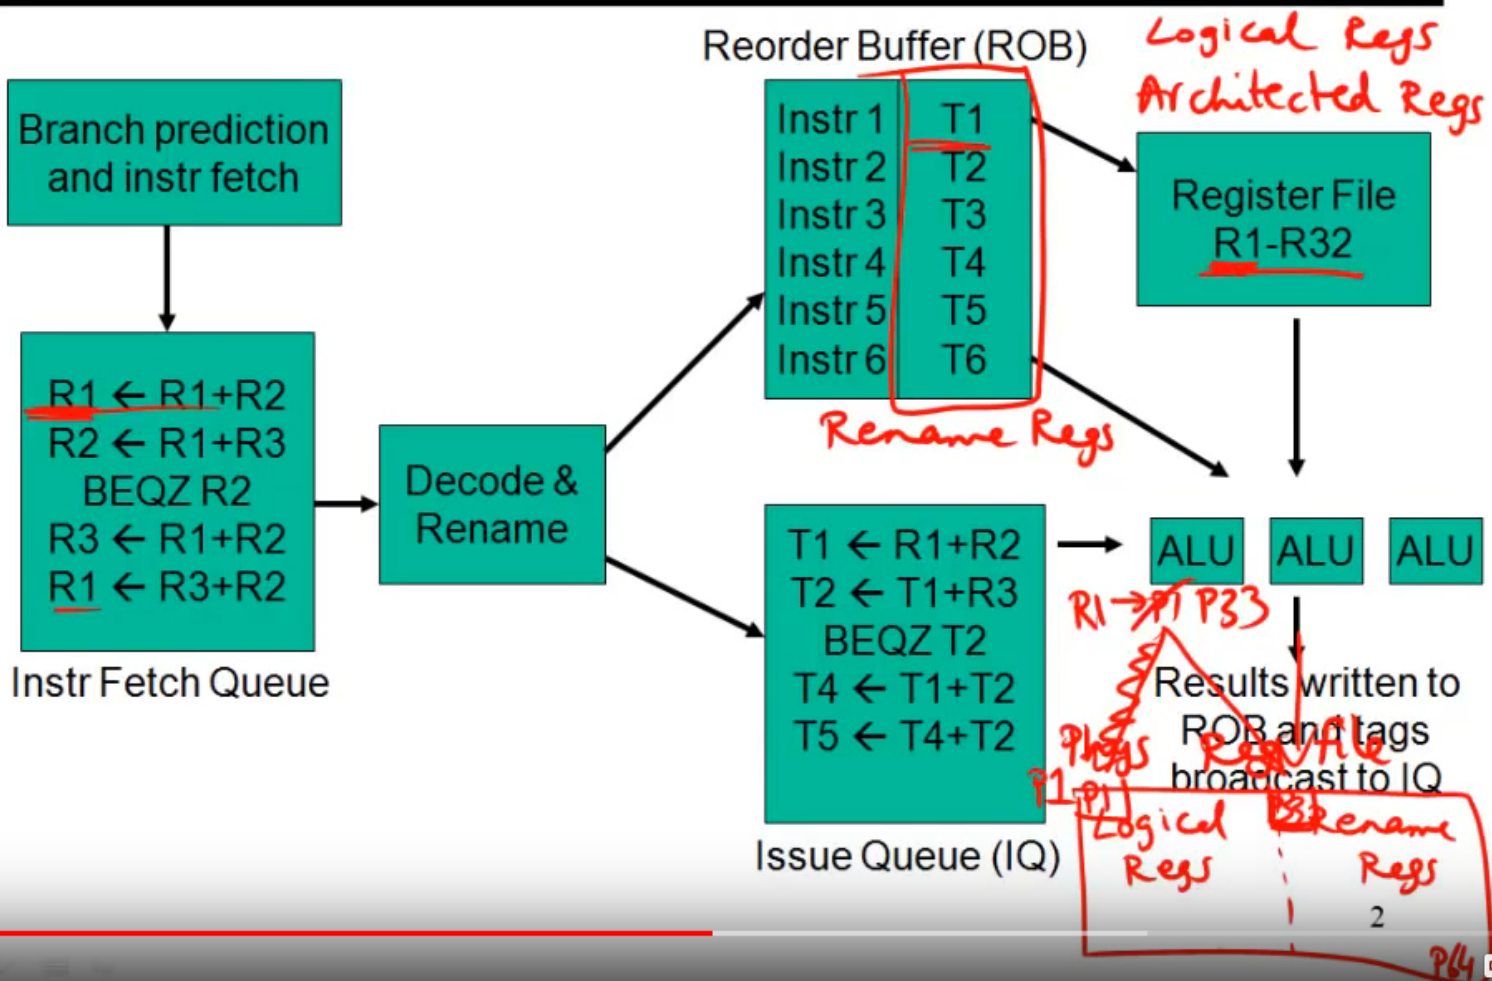 Reorder Buffer (ROB)
Logical Regs
Architected Regs
Branch prediction
and instr fetch
Instr 1 T1
Instr 2 T2
Instr 3 T3
Instr 4 T4
Instr 5 T5
Instr 6 T6
Register File
R1-R32
Rename Regs
R1 ← R1+R2
R2 ← R1+R3
BEQZ R2
R3 ← R1+R2
R1 ← R3+R2
Instr Fetch Queue
Decode &
Rename
T1 ← R1+R2
T2 ← T1+R3
BEQZ T2
T4 ← T1+T2
T5 ← T4+T2
Issue Queue (IQ)
ALU ALU ALU
R1 → P1 P33
Results written to
ROB and tags
broadcast to IQ
Phys Reg file
P1 P1 P33
Logical
Regs
Rename
Regs
2
P64